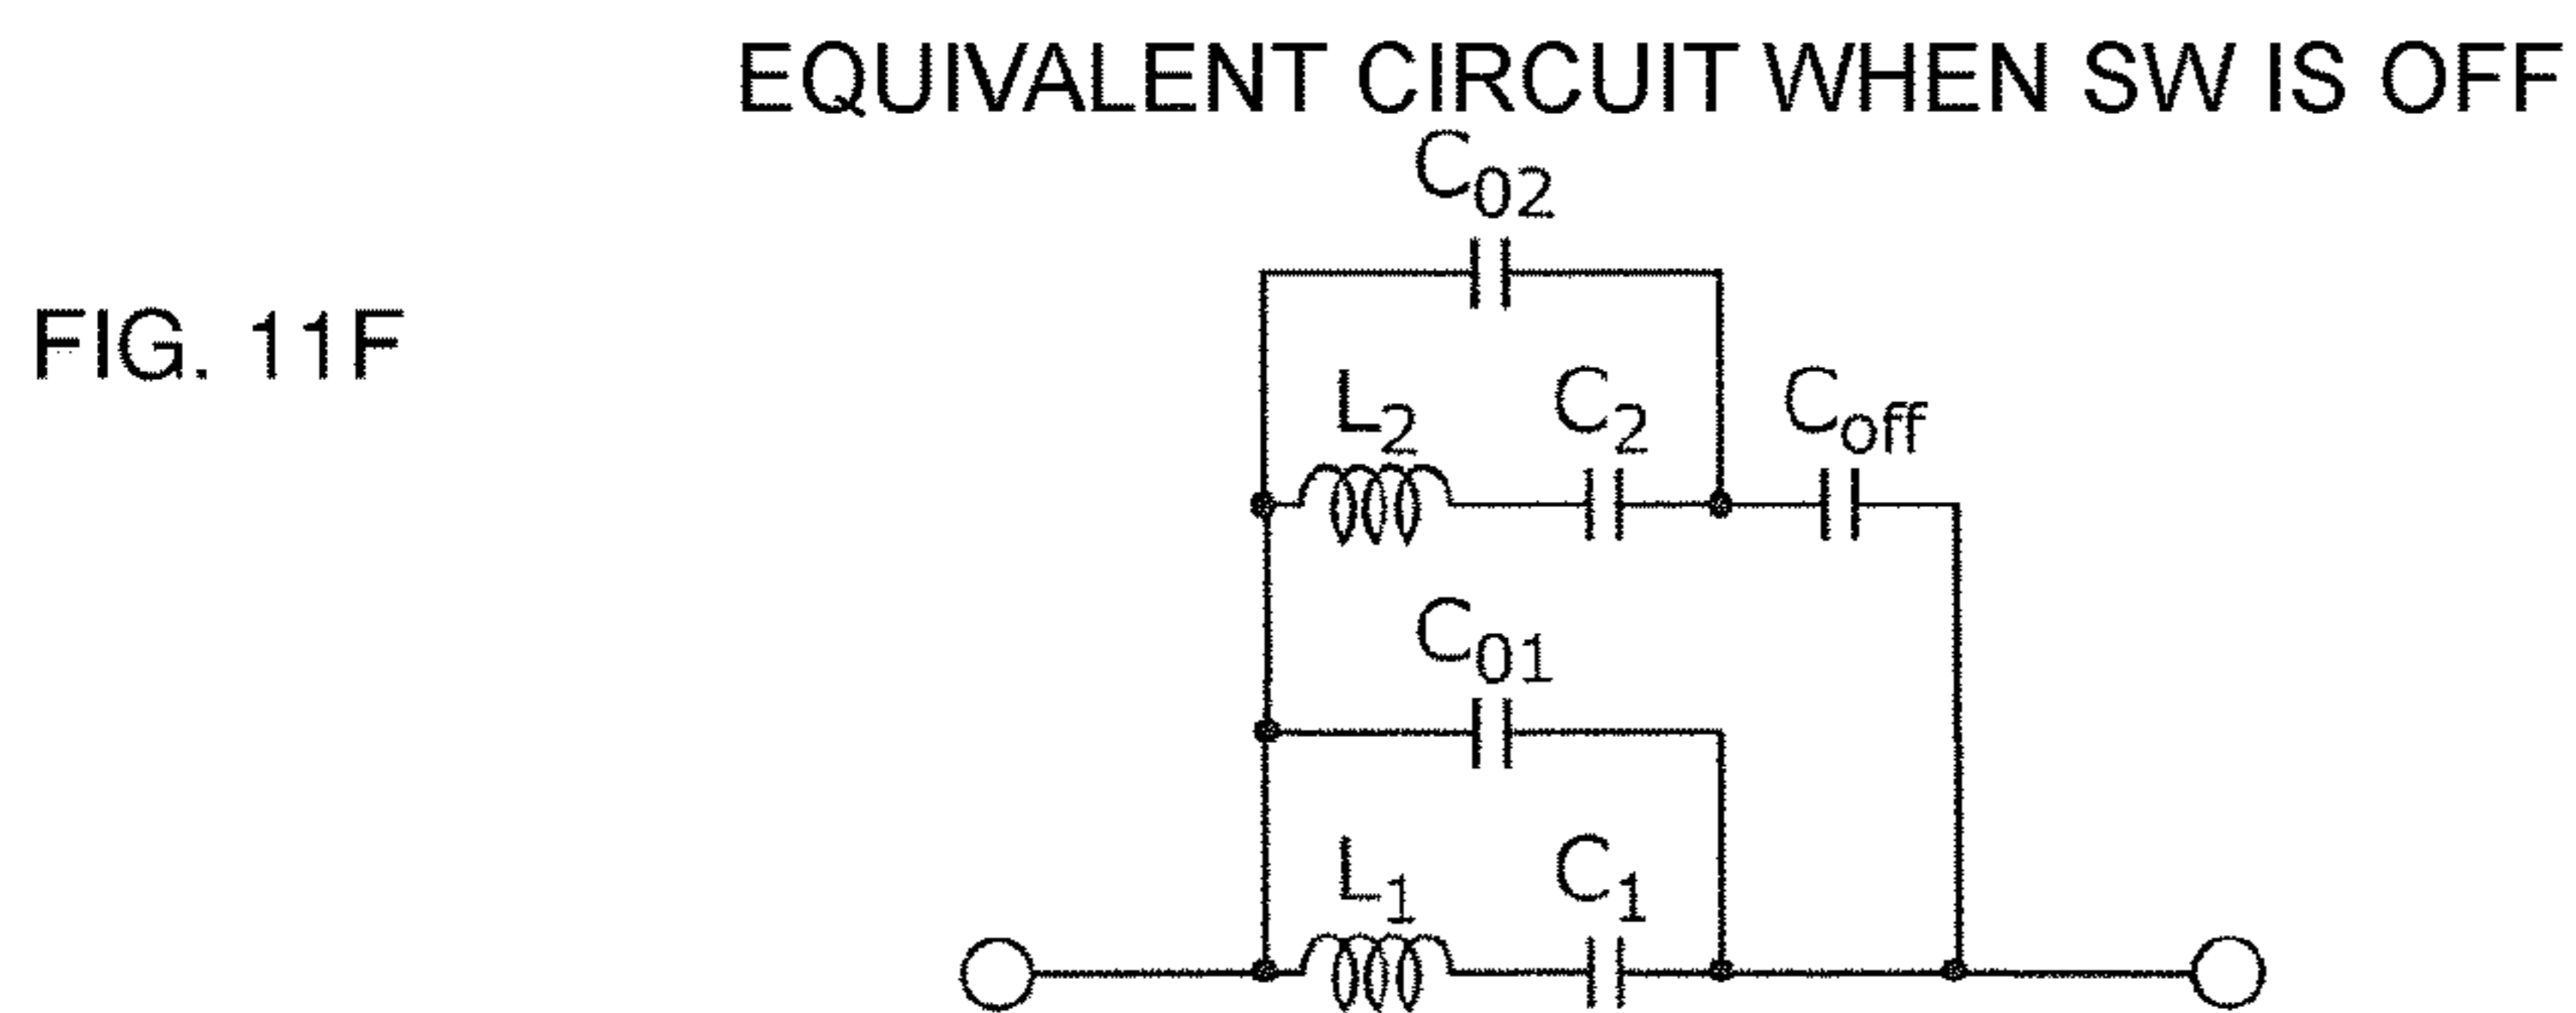 EQUIVALENT CIRCUIT WHEN SW IS OFF
C02
FIG. 11F
L2
C2
Coff
C01
L1
C1